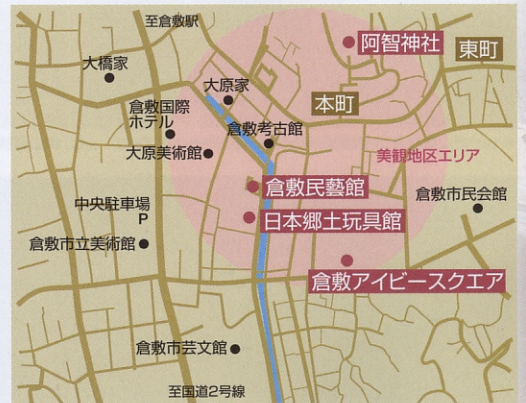 至倉敷駅
阿智神社
東町
大橋家
大原家
本町
倉敷国際
ホテル
倉敷考古館
大原美術館
美観地区エリア
倉敷民藝館
倉敷市民会館
中央駐車場
P
日本郷土玩具館
倉敷市立美術館
倉敷アイビースクエア
倉敷市芸文館
至国道2号線